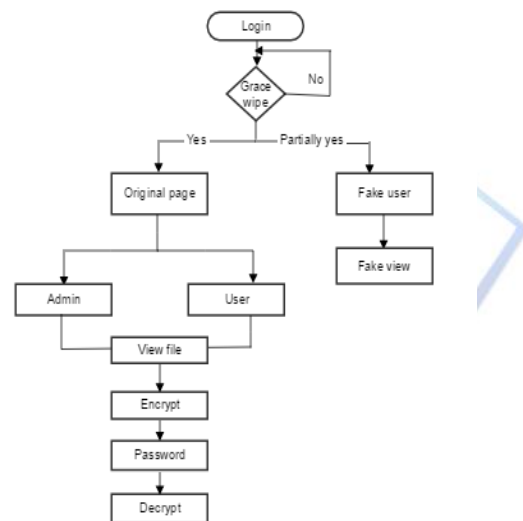 Login
No
Grace
wipe
Yes
Partially yes
Original page
Fake user
Fake view
Admin
User
View file
Encrypt
Password
Decrypt